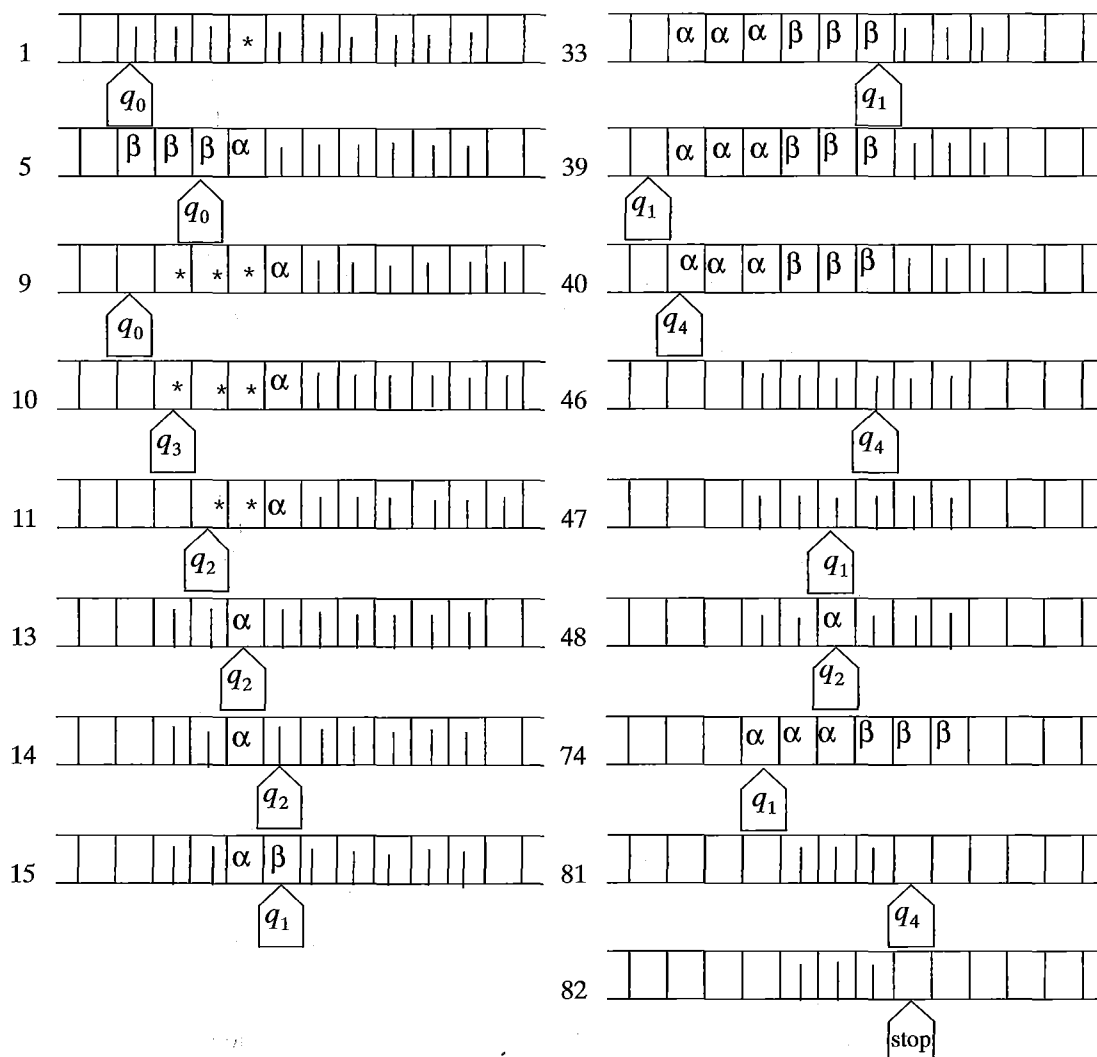 1 | | | * | | | | | |
q₀
5 β β β α | | | | | |
q₀
9 * * * α | | | | | |
q₀
10 * * * α | | | | | |
q₃
11 * * α | | | | | |
q₂
13 | | α | | | | | |
q₂
14 | | α | | | | | |
q₂
15 | | α β | | | | |
q₁
33 α α α β β β | | |
q₁
39 α α α β β β | | |
q₁
40 α α α β β β | | |
q₄
46 | | | | | |
q₄
47 | | | | | |
q₁
48 | | α | | |
q₂
74 α α α β β β
q₁
81 | | |
q₄
82 | | |
stop